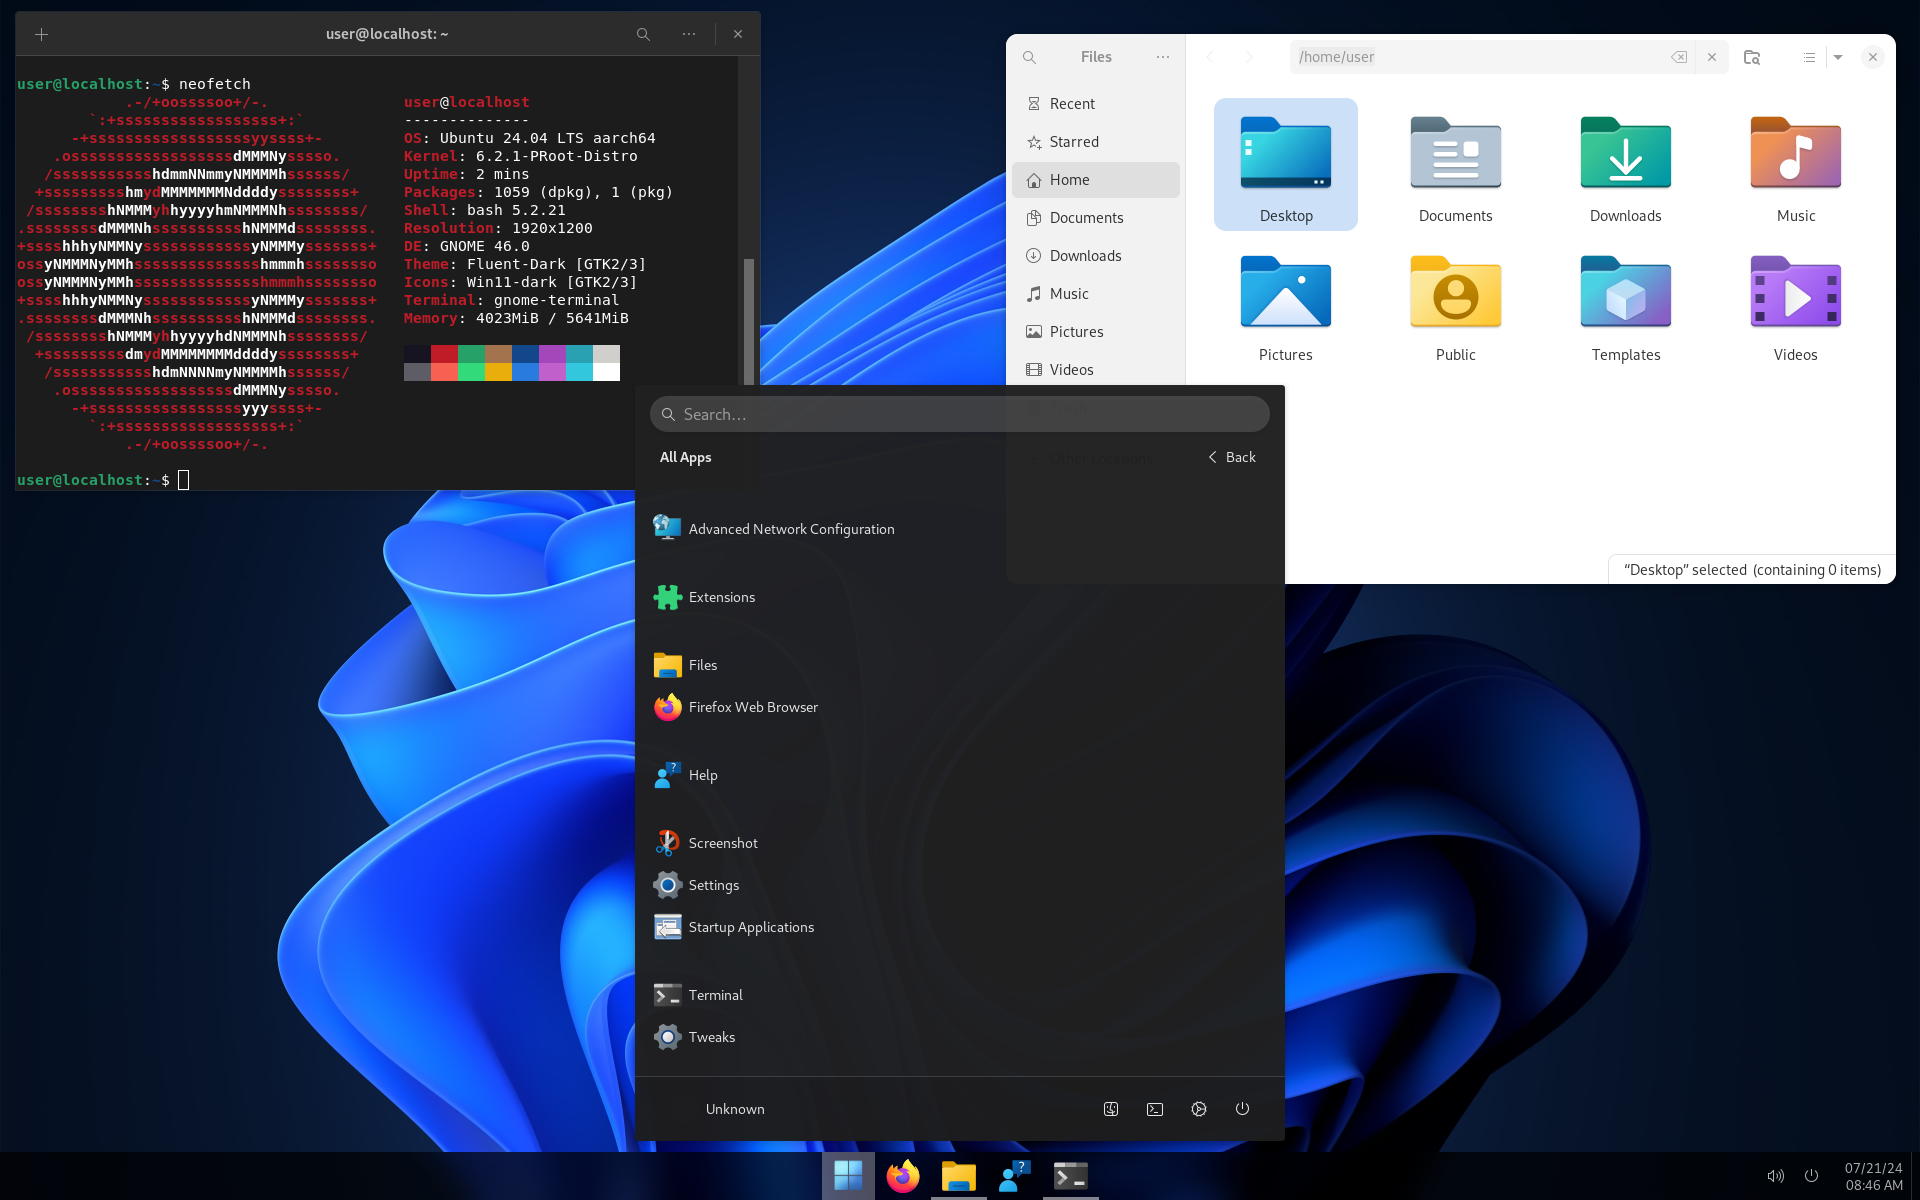 user@localhost: ~
user@localhost:~$ neofetch
.-/+oossssoo+/-.
`:+ssssssssssssssssss+:`
-+ssssssssssssssssssyyssss+-
.ossssssssssssssssssdMMMNysssso.
/ssssssssssshdmmNNmmyNMMMMhssssss/
+ssssssssshmydMMMMMMMNddddyssssssss+
/sssssssshNMMMyhhyyyyhmNMMMNhssssssss/
.ssssssssdMMMNhsssssssssshNMMMdssssssss.
+sssshhhyNMMNyssssssssssssyNMMMysssssss+
ossyNMMMNyMMhsssssssssssssshmmmhssssssso
ossyNMMMNyMMhsssssssssssssshmmmhssssssso
+sssshhhyNMMNyssssssssssssyNMMMysssssss+
.ssssssssdMMMNhsssssssssshNMMMdssssssss.
/sssssssshNMMMyhhyyyyhdNMMMNhssssssss/
+sssssssssdmydMMMMMMMMddddyssssssss+
/ssssssssssshdmNNNNmyNMMMMhssssss/
.ossssssssssssssssssdMMMNysssso.
-+sssssssssssssssssyyyssss+-
`:+ssssssssssssssssss+:`
.-/+oossssoo+/-.
user@localhost
--------------
OS: Ubuntu 24.04 LTS aarch64
Kernel: 6.2.1-PRoot-Distro
Uptime: 2 mins
Packages: 1059 (dpkg), 1 (pkg)
Shell: bash 5.2.21
Resolution: 1920x1200
DE: GNOME 46.0
Theme: Fluent-Dark [GTK2/3]
Icons: Win11-dark [GTK2/3]
Terminal: gnome-terminal
Memory: 4023MiB / 5641MiB
user@localhost:~$
Files
/home/user
Recent
Starred
Home
Documents
Downloads
Music
Pictures
Videos
Other Locations
Desktop
Documents
Downloads
Music
Pictures
Public
Templates
Videos
“Desktop” selected (containing 0 items)
Search…
All Apps
Back
Advanced Network Configuration
Extensions
Files
Firefox Web Browser
Help
Screenshot
Settings
Startup Applications
Terminal
Tweaks
Unknown
07/21/24
08:46 AM